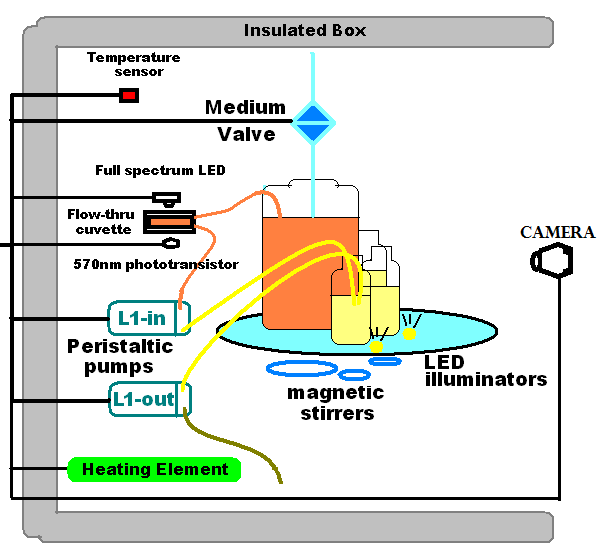 Insulated Box
Temperature
sensor
Medium
Valve
Full spectrum LED
Flow-thru
cuvette
570nm phototransistor
CAMERA
L1-in
Peristaltic
pumps
LED
illuminators
magnetic
stirrers
L1-out
Heating Element